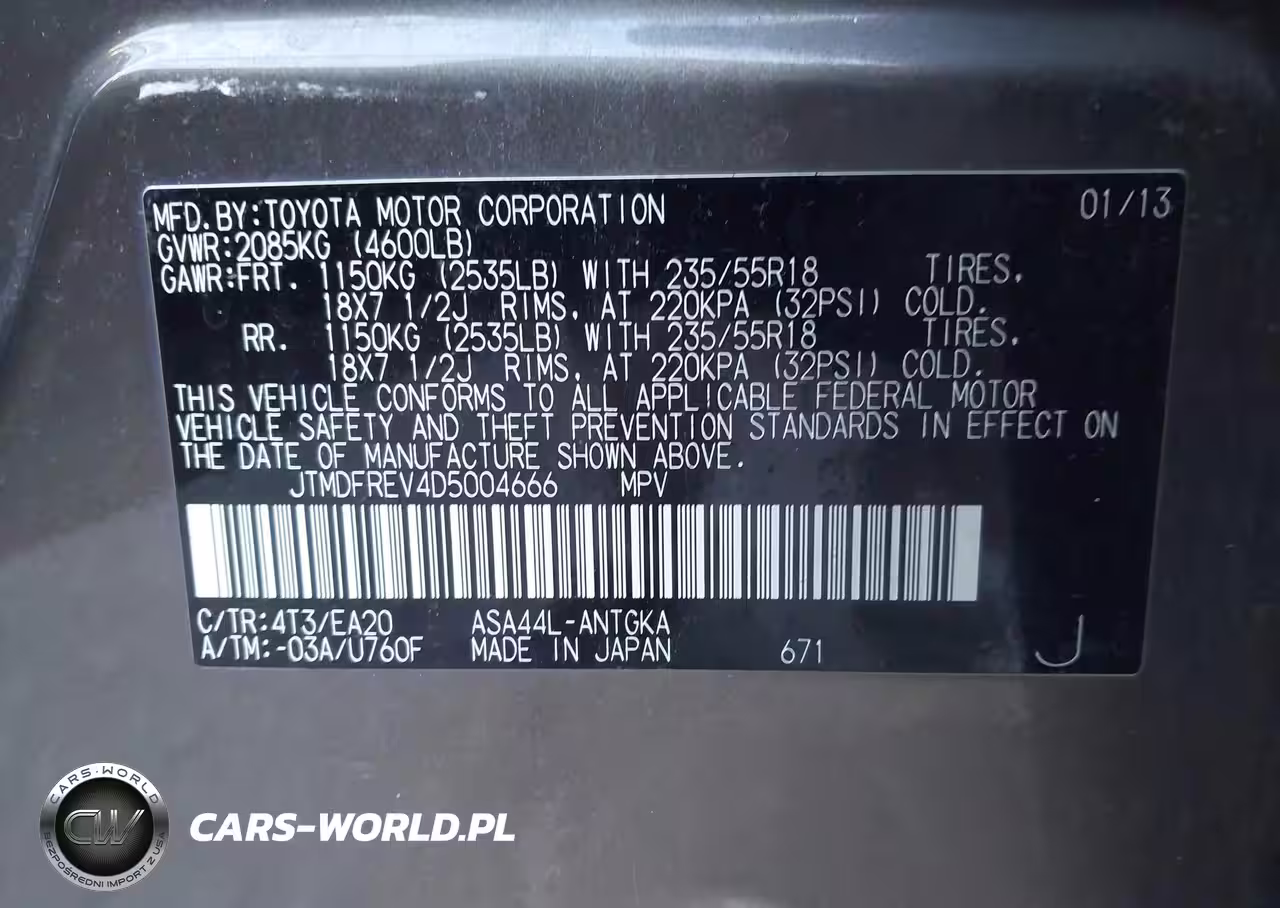 MFD.BY:TOYOTA MOTOR CORPORATION 01/13
GVWR:2085KG (4600LB)
GAWR:FRT. 1150KG (2535LB) WITH 235/55R18 TIRES,
18X7 1/2J RIMS, AT 220KPA (32PSI) COLD.
RR. 1150KG (2535LB) WITH 235/55R18 TIRES,
18X7 1/2J RIMS, AT 220KPA (32PSI) COLD.
THIS VEHICLE CONFORMS TO ALL APPLICABLE FEDERAL MOTOR
VEHICLE SAFETY AND THEFT PREVENTION STANDARDS IN EFFECT ON
THE DATE OF MANUFACTURE SHOWN ABOVE.
JTMDFREV4D5004666 MPV
C/TR:4T3/EA20 ASA44L-ANTGKA
A/TM:-03A/U760F MADE IN JAPAN 671 J
CARS-WORLD
CW
BEZPOŚREDNI IMPORT Z USA
CARS-WORLD.PL